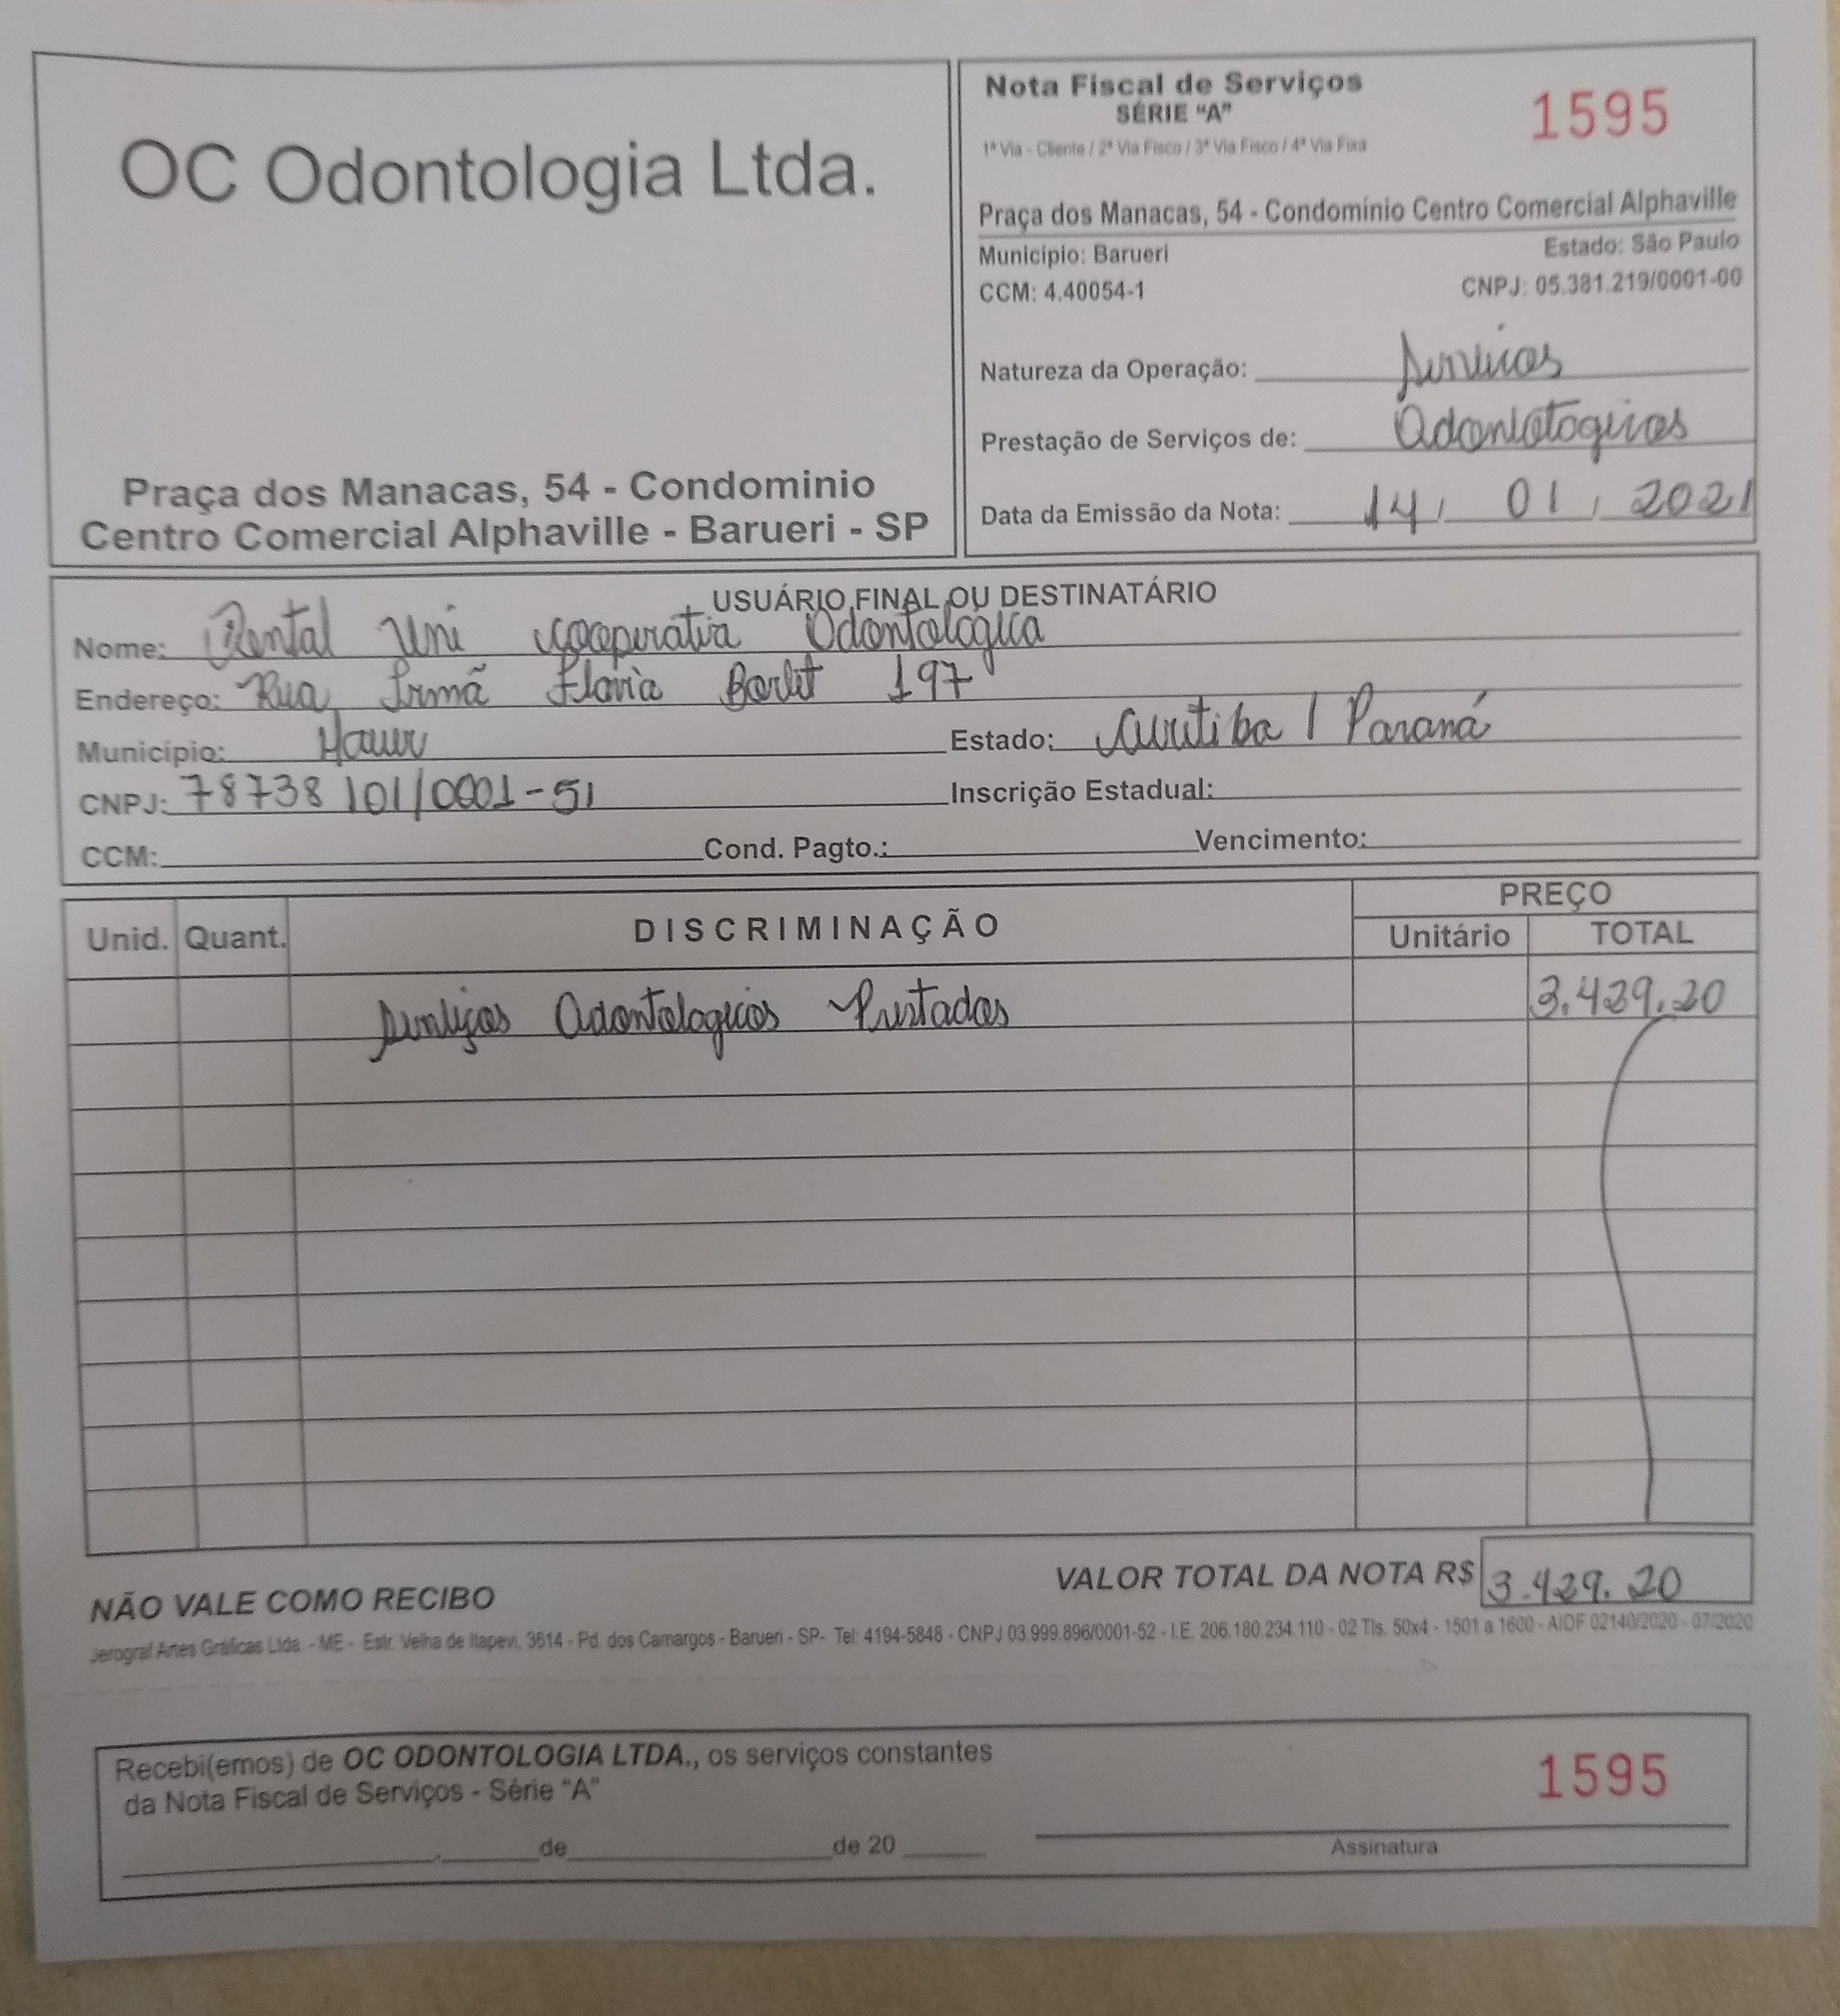 OC Odontologia Ltda.
Praça dos Manacas, 54 - Condominio
Centro Comercial Alphaville - Barueri - SP
Nota Fiscal de Serviços
SÉRIE “A”
1595
1ª Via - Cliente / 2ª Via Fisco / 3ª Via Fisco / 4ª Via Fixa
Praça dos Manacas, 54 - Condomínio Centro Comercial Alphaville
Município: Barueri Estado: São Paulo
CCM: 4.40054-1 CNPJ: 05.381.219/0001-00
Natureza da Operação: Serviços
Prestação de Serviços de: Odontologicos
Data da Emissão da Nota: 14, 01, 2021
USUÁRIO FINAL OU DESTINATÁRIO
Nome: Dental Uni cooperativa Odontologica
Endereço: Rua Irmã Flavia Borlet 197
Município: Hauer Estado: Curitiba / Paraná
CNPJ: 78738101/0001-51 Inscrição Estadual:
CCM: Cond. Pagto.: Vencimento:
Unid. Quant. DISCRIMINAÇÃO PREÇO
Unitário TOTAL
Serviços Odontologicos Prestados 3.429.20
NÃO VALE COMO RECIBO VALOR TOTAL DA NOTA R$ 3.429.20
Jerograf Artes Gráficas Ltda. - ME - Estr. Velha de Itapevi, 3614 - Pd. dos Camargos - Barueri - SP- Tel: 4194-5848 - CNPJ 03.999.896/0001-52 - I.E. 206.180.234.110 - 02 Tls. 50x4 - 1501 a 1600 - AIDF 02140/2020 - 07/2020
Recebi(emos) de OC ODONTOLOGIA LTDA., os serviços constantes
da Nota Fiscal de Serviços - Série “A”
1595
, de de 20
Assinatura